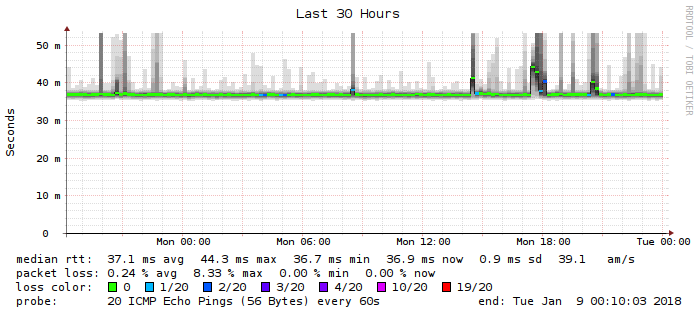 Last 30 Hours
RRDTOOL / TOBI OETIKER
Seconds
50 m
40 m
30 m
20 m
10 m
0
Mon 00:00 Mon 06:00 Mon 12:00 Mon 18:00 Tue 00:00
median rtt: 37.1 ms avg 44.3 ms max 36.7 ms min 36.9 ms now 0.9 ms sd 39.1 am/s
packet loss: 0.24 % avg 8.33 % max 0.00 % min 0.00 % now
loss color: 0 1/20 2/20 3/20 4/20 10/20 19/20
probe: 20 ICMP Echo Pings (56 Bytes) every 60s end: Tue Jan 9 00:10:03 2018